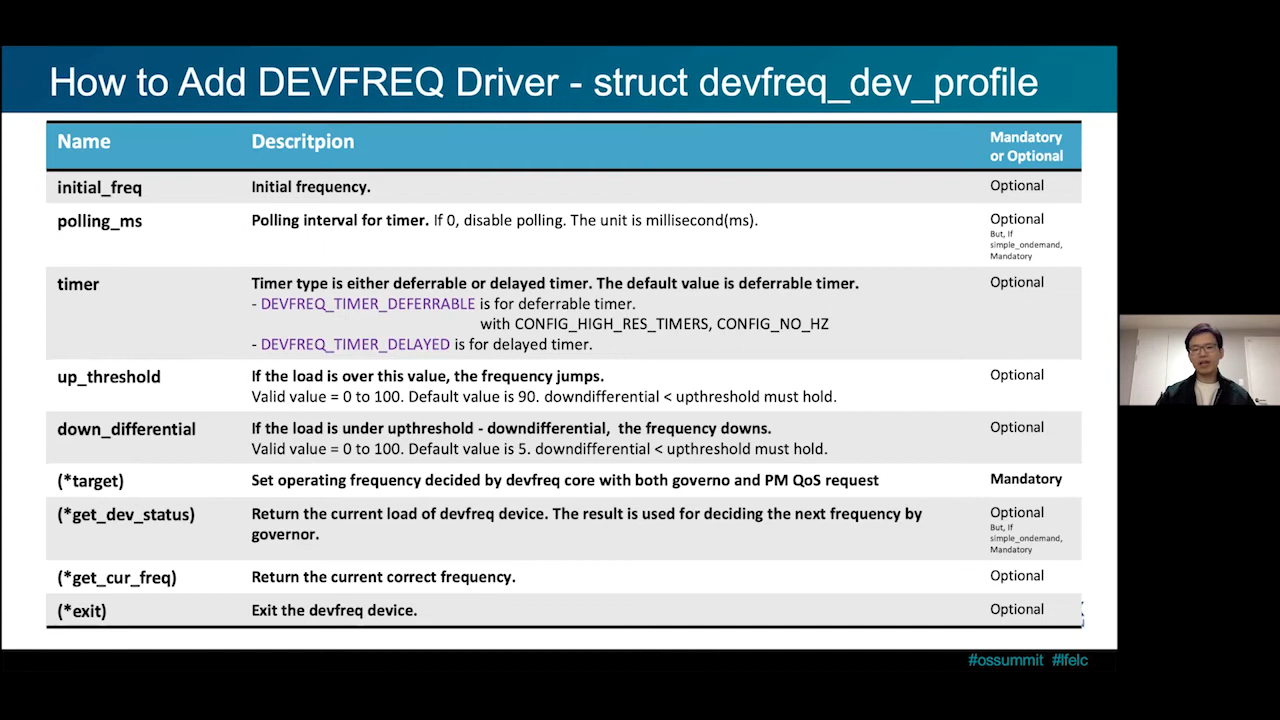 How to Add DEVFREQ Driver - struct devfreq_dev_profile
Name Descritpion Mandatory
or Optional
initial_freq Initial frequency. Optional
polling_ms Polling interval for timer. If 0, disable polling. The unit is millisecond(ms). Optional
But, If
simple_ondemand,
Mandatory
timer Timer type is either deferrable or delayed timer. The default value is deferrable timer. Optional
- DEVFREQ_TIMER_DEFERRABLE is for deferrable timer.
with CONFIG_HIGH_RES_TIMERS, CONFIG_NO_HZ
- DEVFREQ_TIMER_DELAYED is for delayed timer.
up_threshold If the load is over this value, the frequency jumps. Optional
Valid value = 0 to 100. Default value is 90. downdifferential < upthreshold must hold.
down_differential If the load is under upthreshold - downdifferential, the frequency downs. Optional
Valid value = 0 to 100. Default value is 5. downdifferential < upthreshold must hold.
(*target) Set operating frequency decided by devfreq core with both governo and PM QoS request Mandatory
(*get_dev_status) Return the current load of devfreq device. The result is used for deciding the next frequency by Optional
governor. But, If
simple_ondemand,
Mandatory
(*get_cur_freq) Return the current correct frequency. Optional
(*exit) Exit the devfreq device. Optional
#ossummit #lfelc